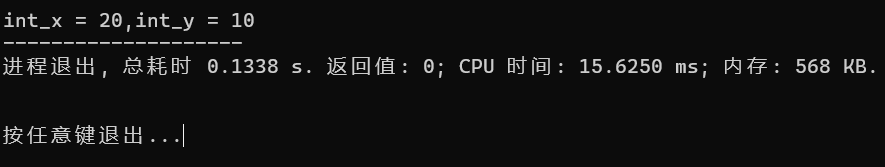 int_x = 20,int_y = 10
--------------------
进程退出, 总耗时 0.1338 s. 返回值: 0; CPU 时间: 15.6250 ms; 内存: 568 KB.
按任意键退出...